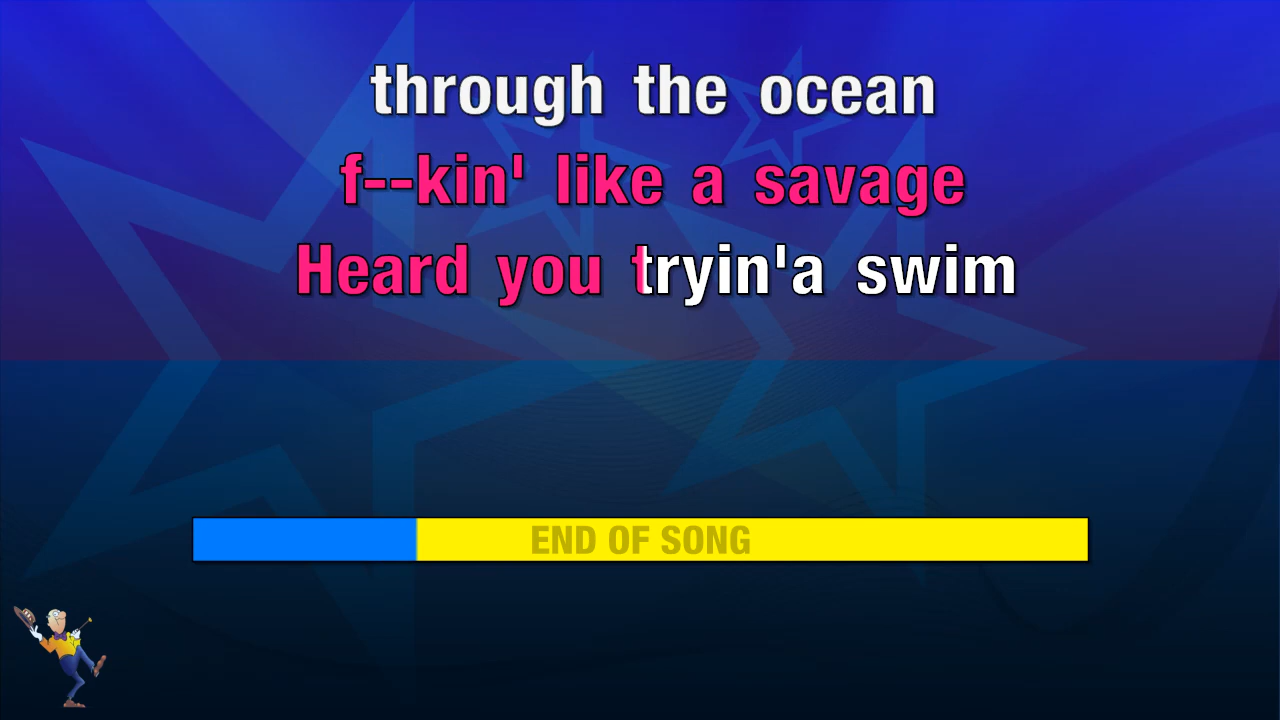 through the ocean
f--kin' like a savage
Heard you tryin'a swim
END OF SONG